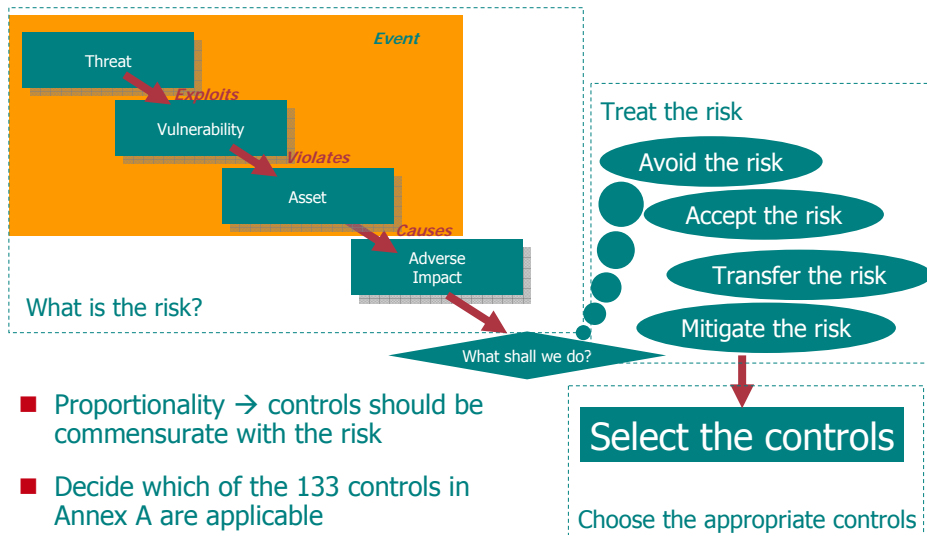 Event
Threat
Exploits
Vulnerability
Violates
Asset
Causes
Adverse
Impact
What is the risk?
What shall we do?
Treat the risk
Avoid the risk
Accept the risk
Transfer the risk
Mitigate the risk
Select the controls
Choose the appropriate controls
Proportionality → controls should be
commensurate with the risk
Decide which of the 133 controls in
Annex A are applicable